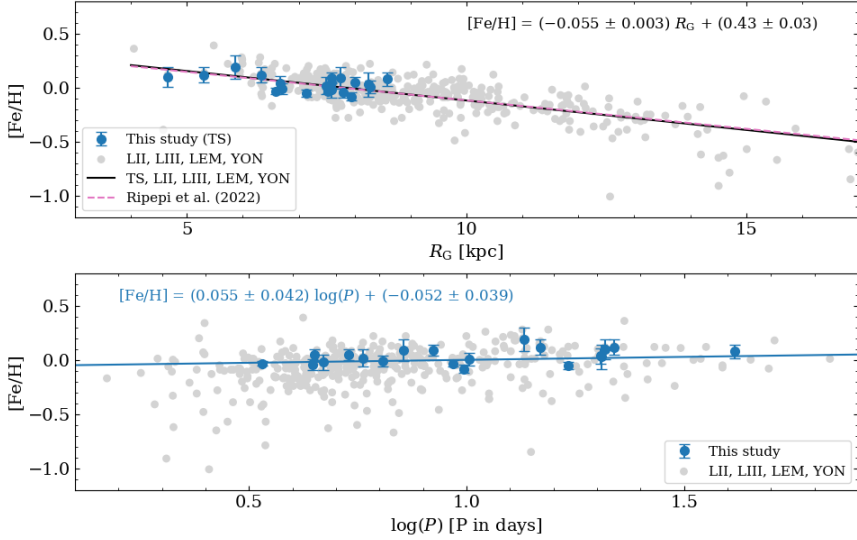 [Fe/H] = (−0.055 ± 0.003) R_G + (0.43 ± 0.03)
0.5
0.0
−0.5
−1.0
[Fe/H]
This study (TS)
LII, LIII, LEM, YON
TS, LII, LIII, LEM, YON
Ripepi et al. (2022)
5
10
15
R_G [kpc]
[Fe/H] = (0.055 ± 0.042) log(P) + (−0.052 ± 0.039)
0.5
0.0
−0.5
−1.0
[Fe/H]
This study
LII, LIII, LEM, YON
0.5
1.0
1.5
log(P) [P in days]